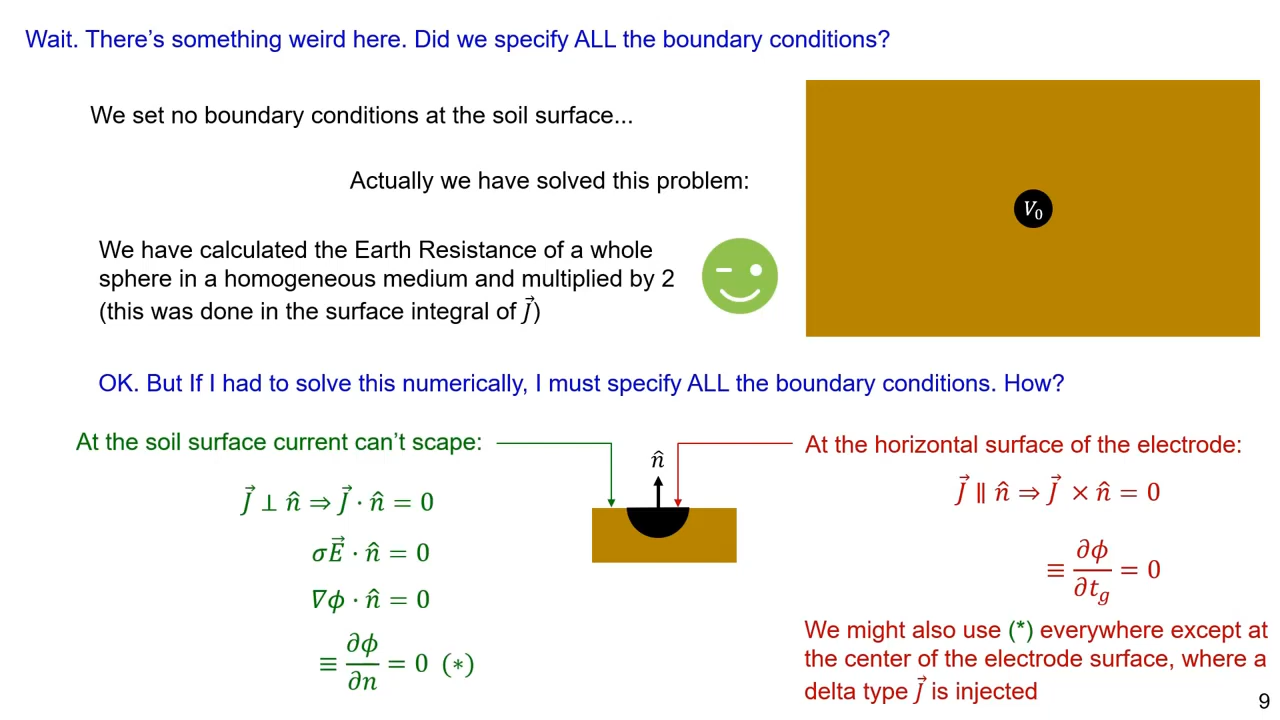 Wait. There's something weird here. Did we specify ALL the boundary conditions?
We set no boundary conditions at the soil surface...
Actually we have solved this problem:
V₀
We have calculated the Earth Resistance of a whole
sphere in a homogeneous medium and multiplied by 2
(this was done in the surface integral of J⃗)
OK. But If I had to solve this numerically, I must specify ALL the boundary conditions. How?
At the soil surface current can't scape:
J⃗ ⊥ n̂ ⇒ J⃗ · n̂ = 0
σE⃗ · n̂ = 0
∇ϕ · n̂ = 0
≡ ∂ϕ/∂n = 0 (∗)
n̂
At the horizontal surface of the electrode:
J⃗ ∥ n̂ ⇒ J⃗ × n̂ = 0
≡ ∂ϕ/∂t_g = 0
We might also use (*) everywhere except at
the center of the electrode surface, where a
delta type J⃗ is injected
9